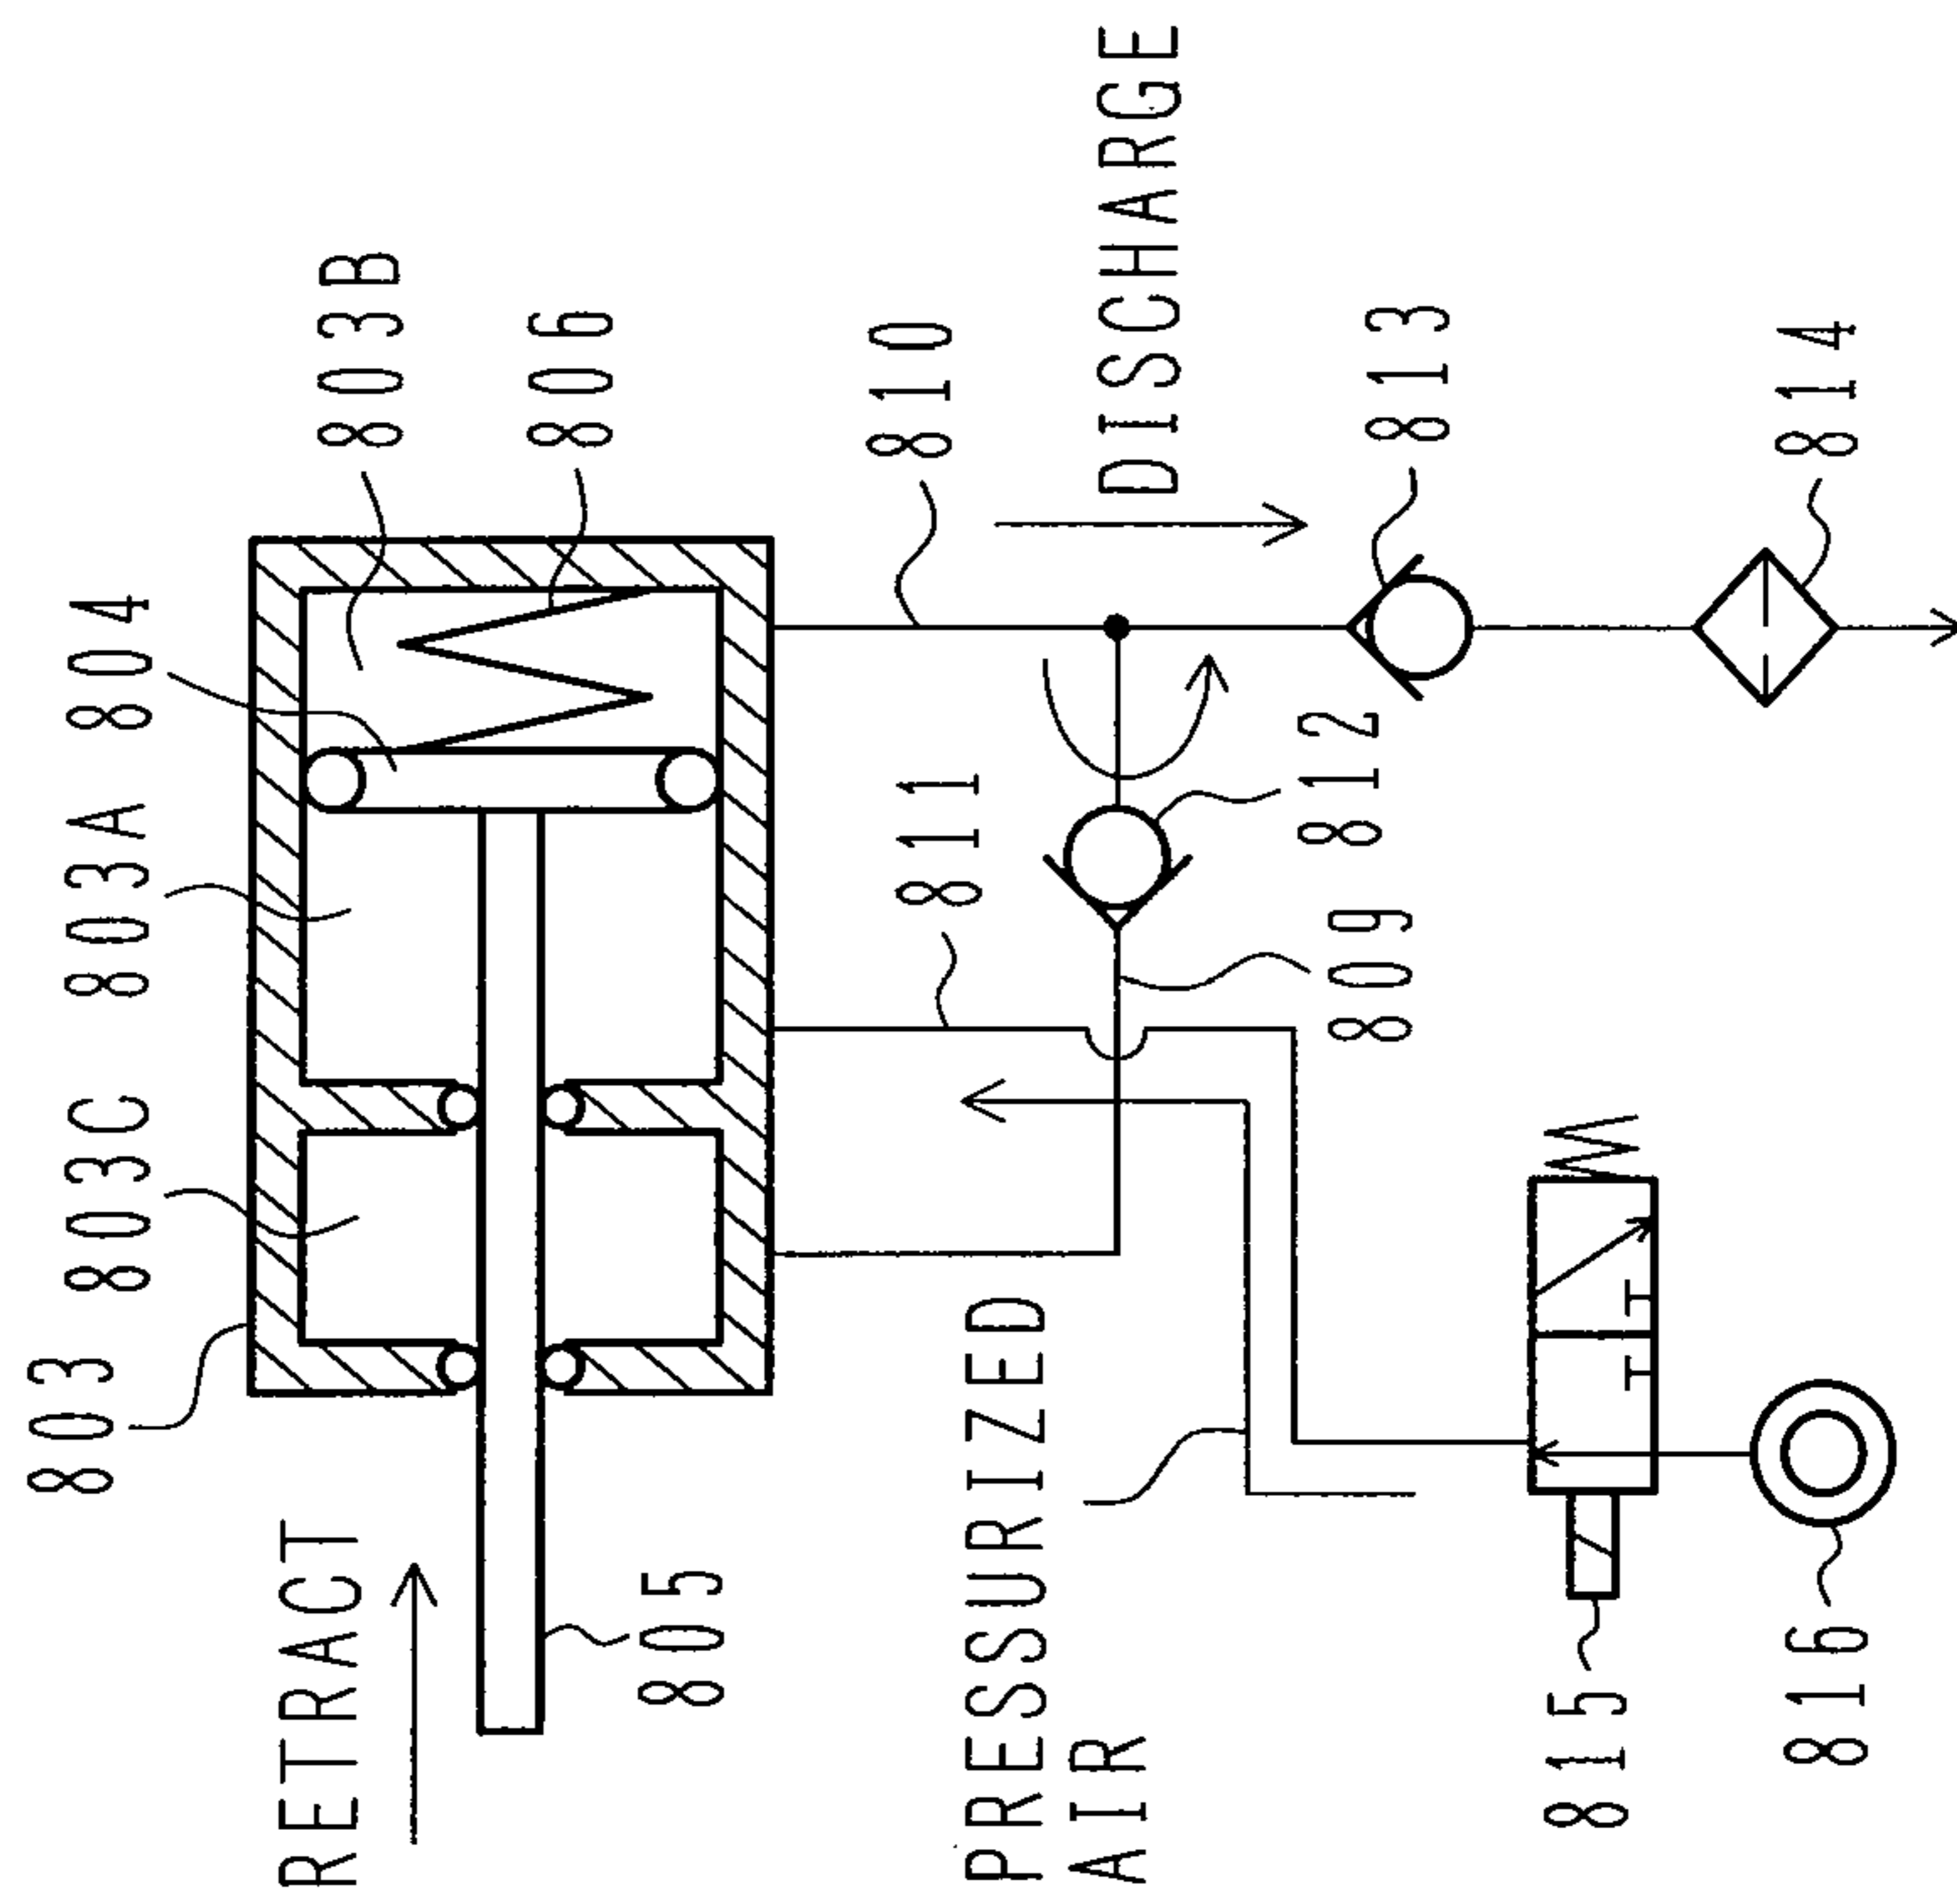 803
803C
803A
804
803B
806
RETRACT
805
810
811
DISCHARGE
PRESSURIZED
AIR
809
812
813
814
815
816